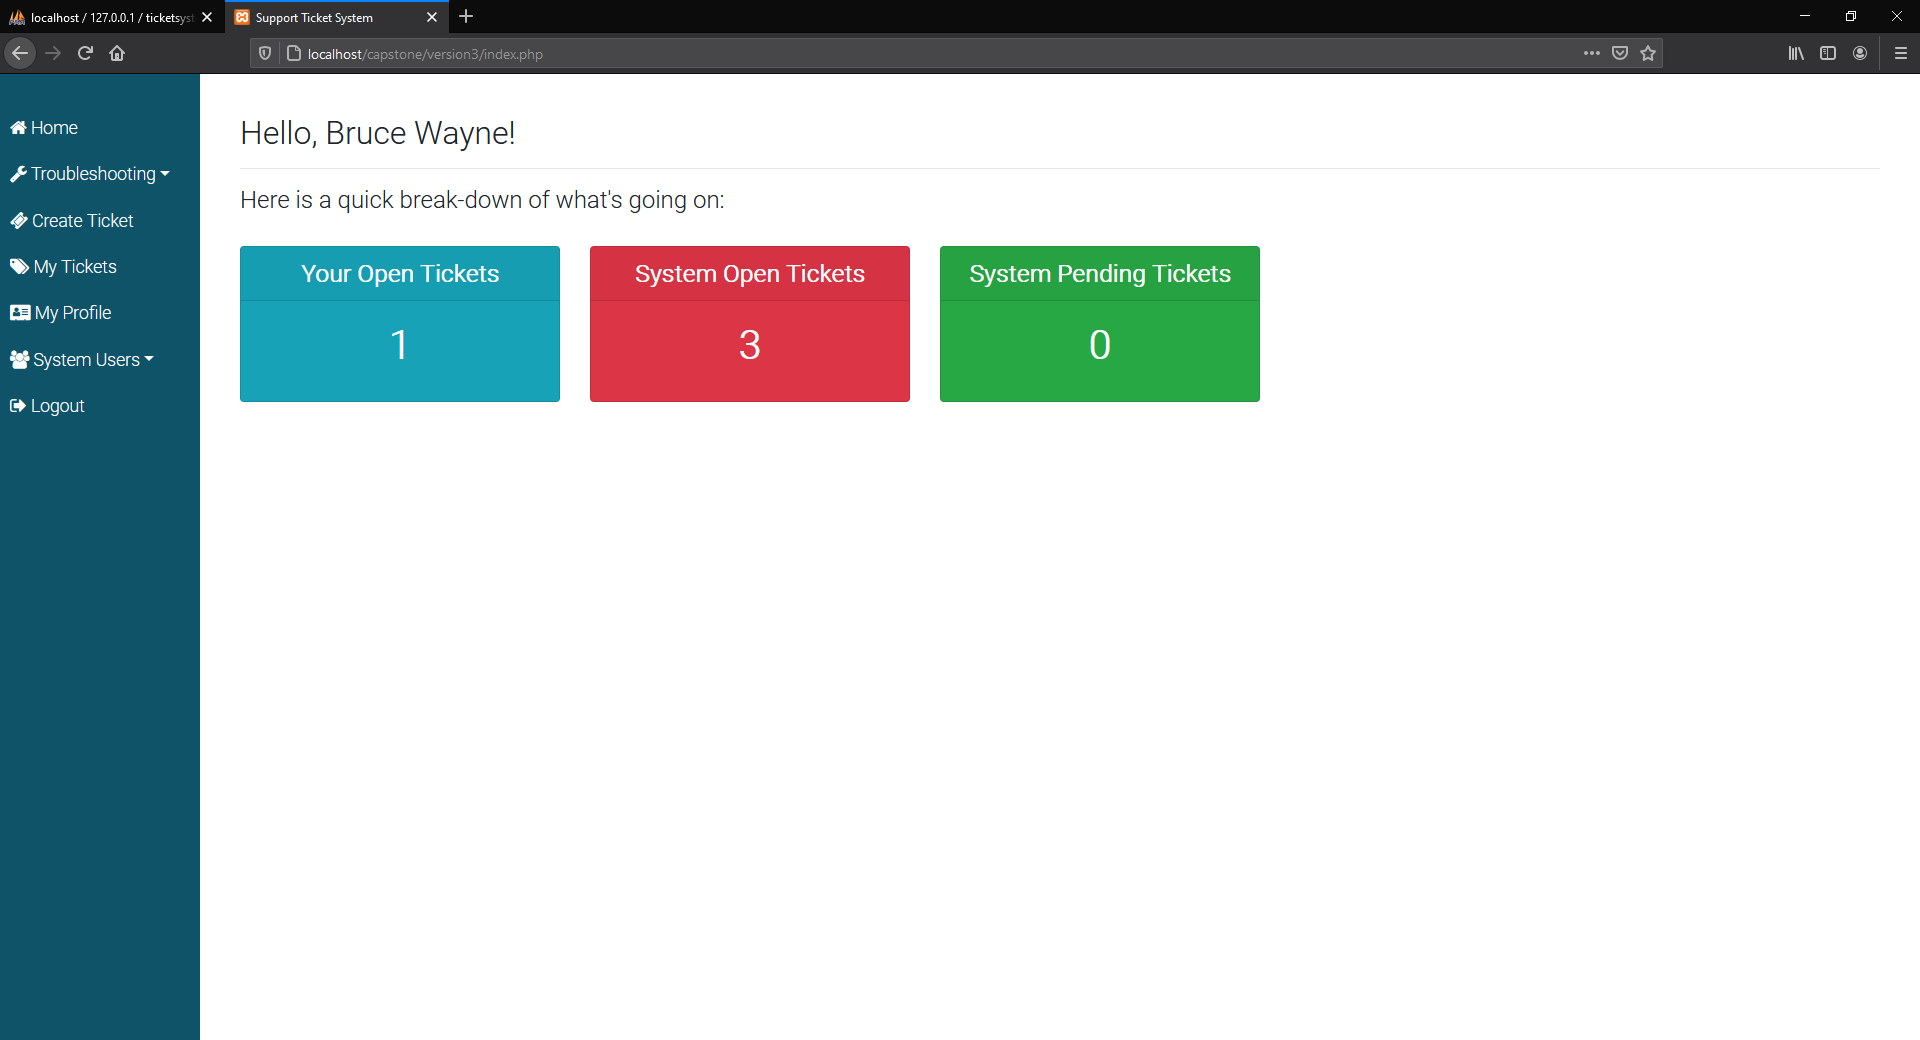 localhost / 127.0.0.1 / ticketsyst
Support Ticket System
localhost/capstone/version3/index.php
Home
Troubleshooting
Create Ticket
My Tickets
My Profile
System Users
Logout
Hello, Bruce Wayne!
Here is a quick break-down of what's going on:
Your Open Tickets
1
System Open Tickets
3
System Pending Tickets
0